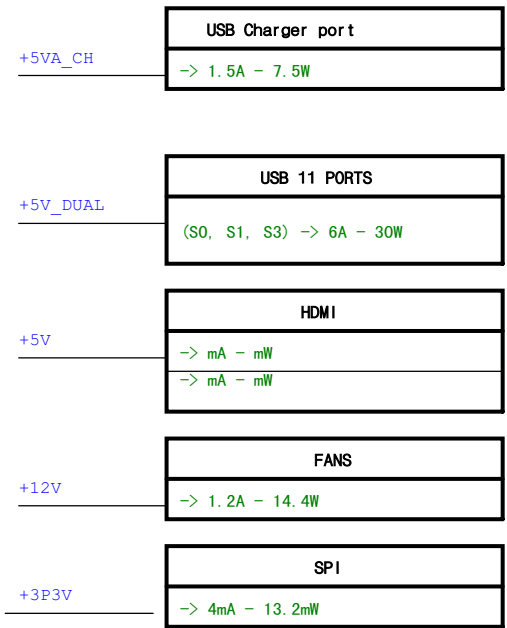 USB Charger port
+5VA_CH
-> 1.5A - 7.5W
USB 11 PORTS
+5V_DUAL
(S0, S1, S3) -> 6A - 30W
HDMI
+5V
-> mA - mW
-> mA - mW
FANS
+12V
-> 1.2A - 14.4W
SPI
+3P3V
-> 4mA - 13.2mW